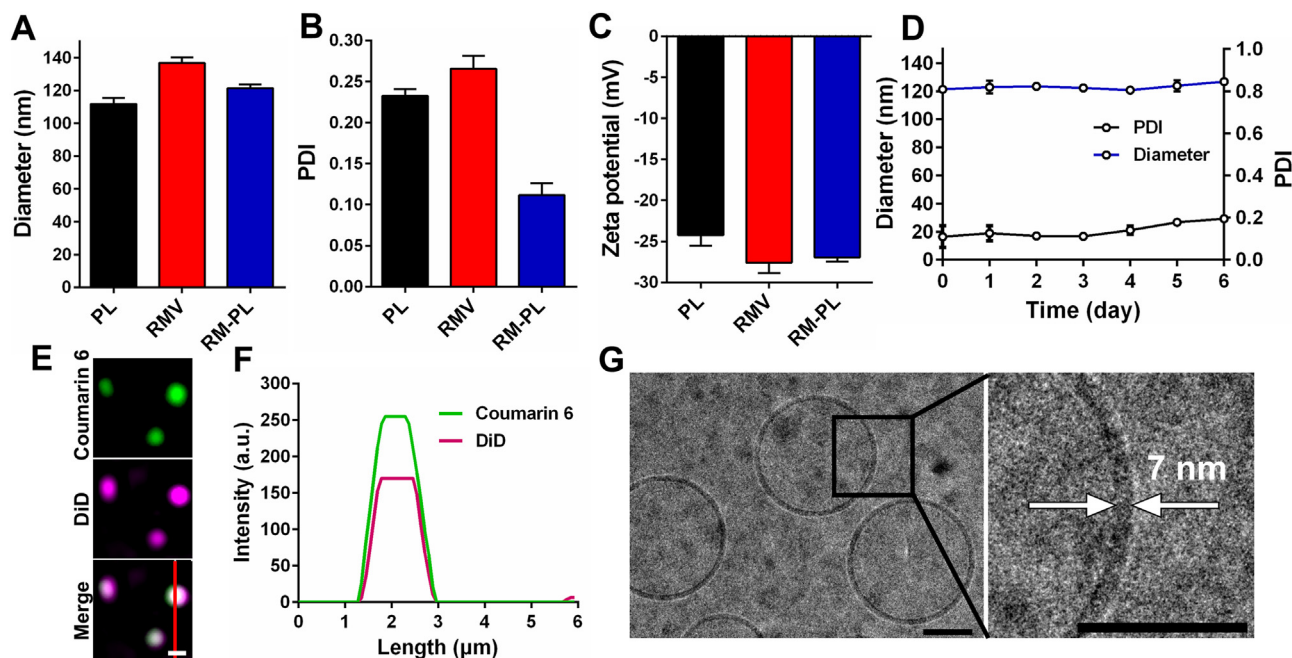 A
Diameter (nm)
140
120
100
80
60
40
20
0
PL
RMV
RM-PL
B
PDI
0.30
0.25
0.20
0.15
0.10
0.05
0.00
PL
RMV
RM-PL
C
Zeta potential (mV)
0
-5
-10
-15
-20
-25
-30
PL
RMV
RM-PL
D
Diameter (nm)
140
120
100
80
60
40
20
0
PDI
Diameter
1.0
0.8
0.6
0.4
0.2
0.0
PDI
0 1 2 3 4 5 6
Time (day)
E
Coumarin 6
DiD
Merge
F
Intensity (a.u.)
300
250
200
150
100
50
0
Coumarin 6
DiD
0 1 2 3 4 5 6
Length (µm)
G
7 nm